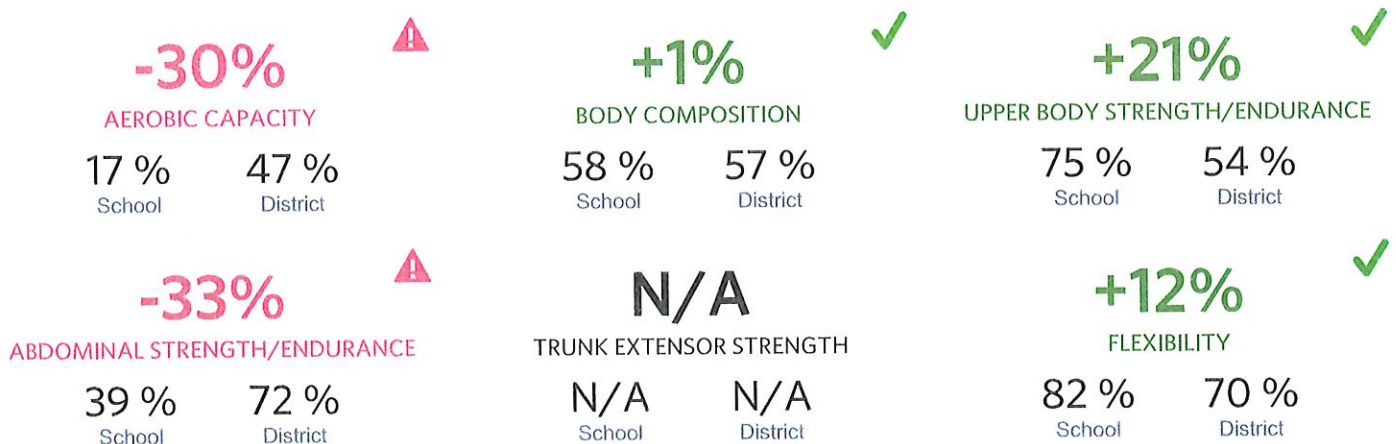 -30%
AEROBIC CAPACITY
17 % 47 %
School District
+1%
BODY COMPOSITION
58 % 57 %
School District
+21%
UPPER BODY STRENGTH/ENDURANCE
75 % 54 %
School District
-33%
ABDOMINAL STRENGTH/ENDURANCE
39 % 72 %
School District
N/A
TRUNK EXTENSOR STRENGTH
N/A N/A
School District
+12%
FLEXIBILITY
82 % 70 %
School District